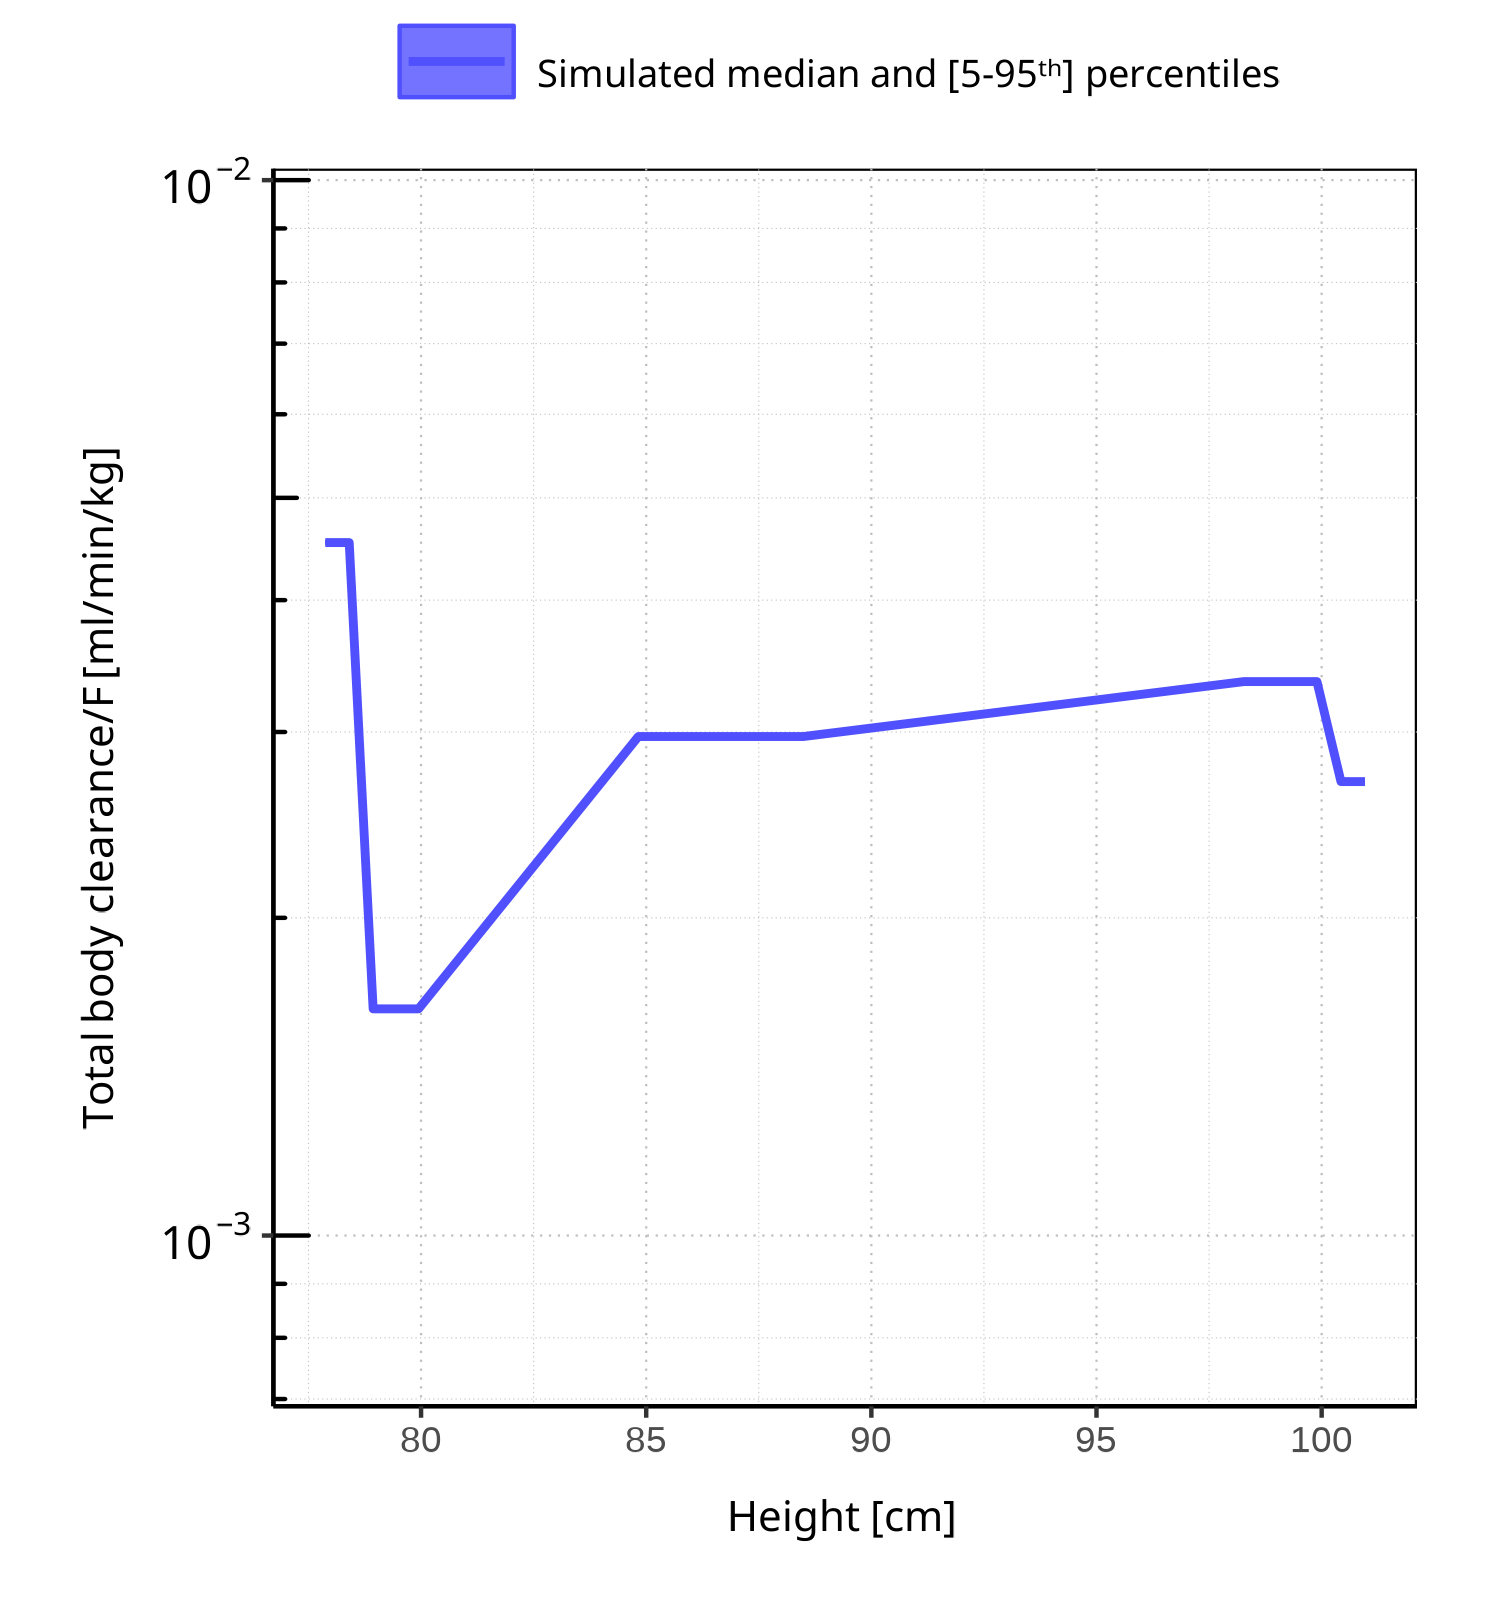 Simulated median and [5-95ᵗʰ] percentiles
10⁻²
Total body clearance/F [ml/min/kg]
10⁻³
80 85 90 95 100
Height [cm]